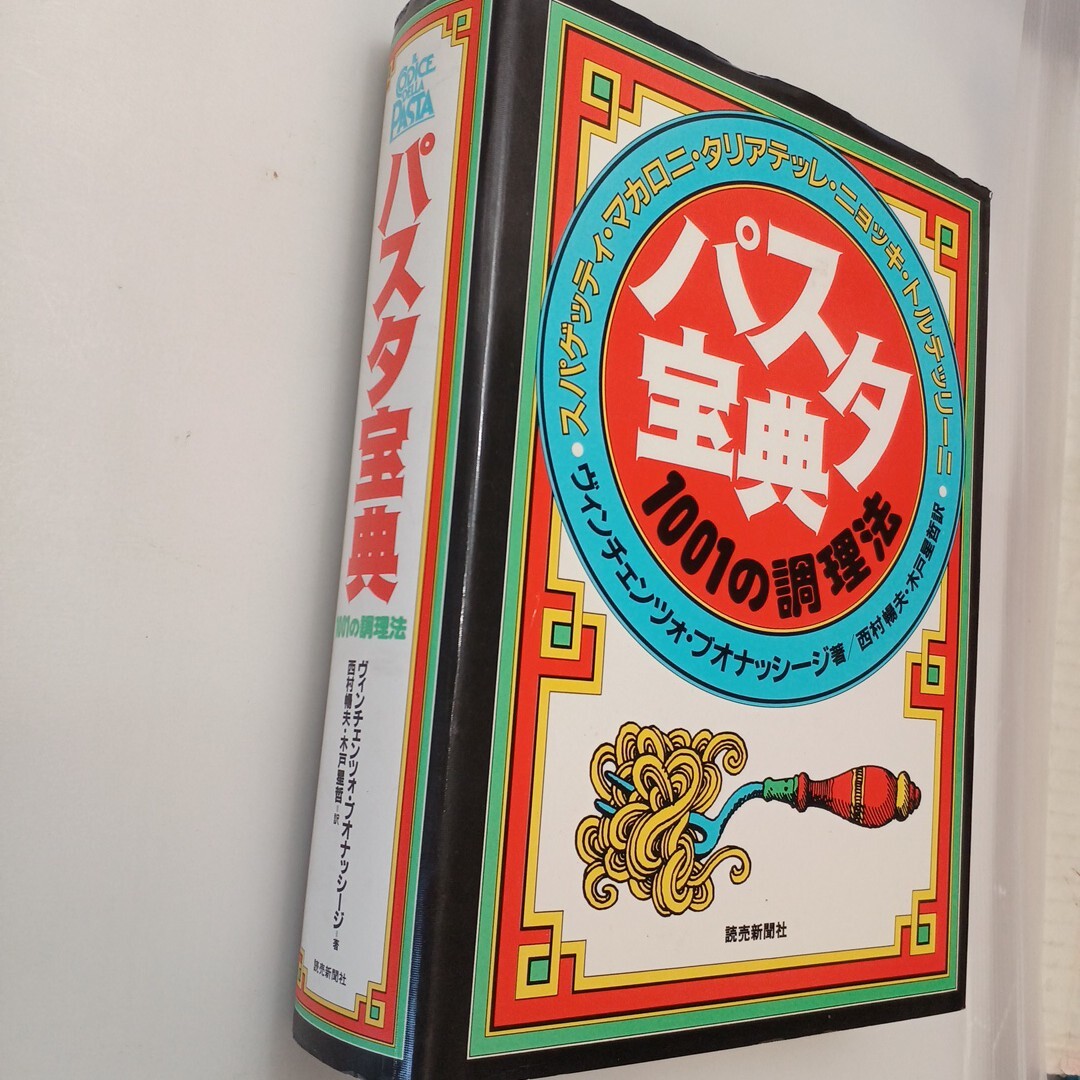 IL
CODICE
DELLA
PASTA
パスタ宝典
1001の調理法
ヴィンチェンツォ・ブオナッシージ=著
西村暢夫・木戸星哲=訳
読売新聞社
・スパゲッティ・マカロニ・タリアテッレ・ニョッキ・トルテッリーニ・
パスタ
宝典
1001の調理法
ヴィンチェンツォ・ブオナッシージ著/西村暢夫・木戸星哲訳
読売新聞社